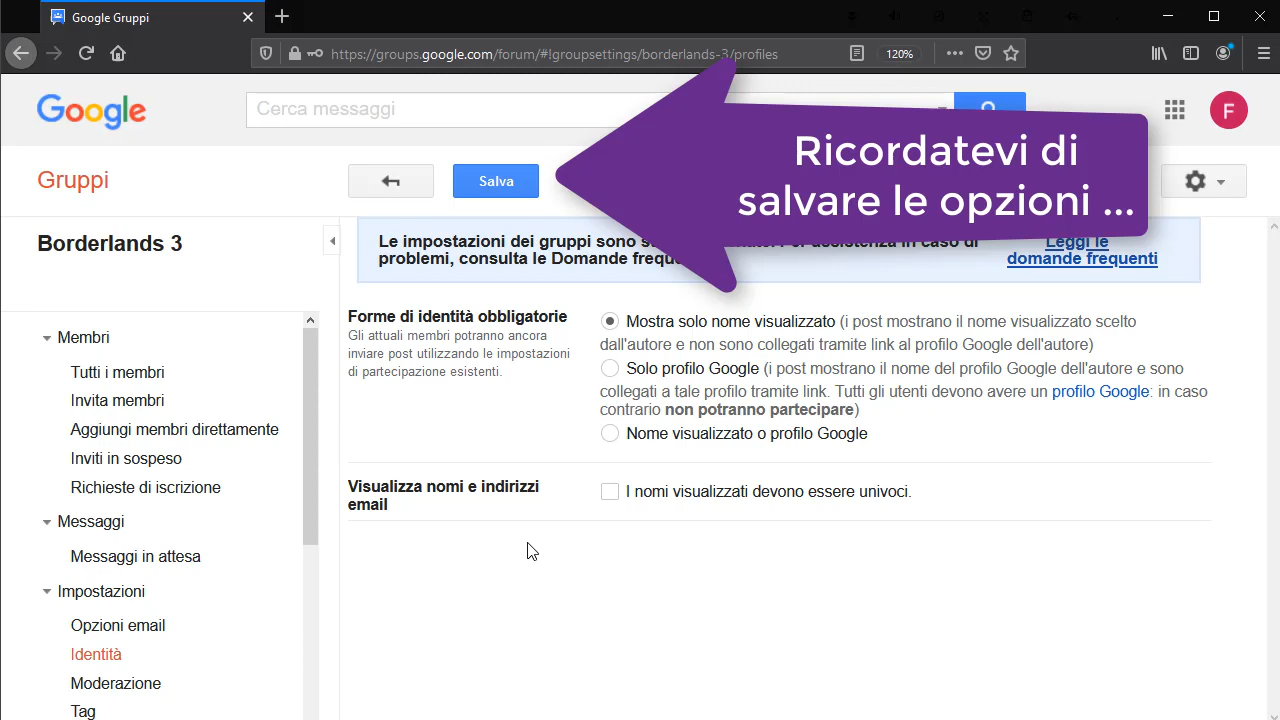 Google Gruppi
https://groups.google.com/forum/#!groupsettings/borderlands-3/profiles
120%
Google
Cerca messaggi
F
Gruppi
Salva
Ricordatevi di
salvare le opzioni ...
Borderlands 3
Le impostazioni dei gruppi sono
problemi, consulta le Domande
Leggi le
domande frequenti
Membri
Tutti i membri
Invita membri
Aggiungi membri direttamente
Inviti in sospeso
Richieste di iscrizione
Messaggi
Messaggi in attesa
Impostazioni
Opzioni email
Identità
Moderazione
Tag
Forme di identità obbligatorie
Gli attuali membri potranno ancora
inviare post utilizzando le impostazioni
di partecipazione esistenti.
Mostra solo nome visualizzato (i post mostrano il nome visualizzato scelto
dall'autore e non sono collegati tramite link al profilo Google dell'autore)
Solo profilo Google (i post mostrano il nome del profilo Google dell'autore e sono
collegati a tale profilo tramite link. Tutti gli utenti devono avere un profilo Google: in caso
contrario non potranno partecipare)
Nome visualizzato o profilo Google
Visualizza nomi e indirizzi
email
I nomi visualizzati devono essere univoci.